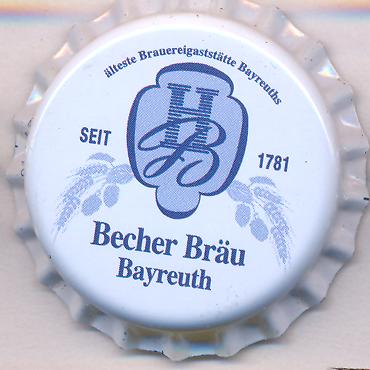 älteste Brauereigaststätte Bayreuths
HB
SEIT 1781
Becher Bräu
Bayreuth